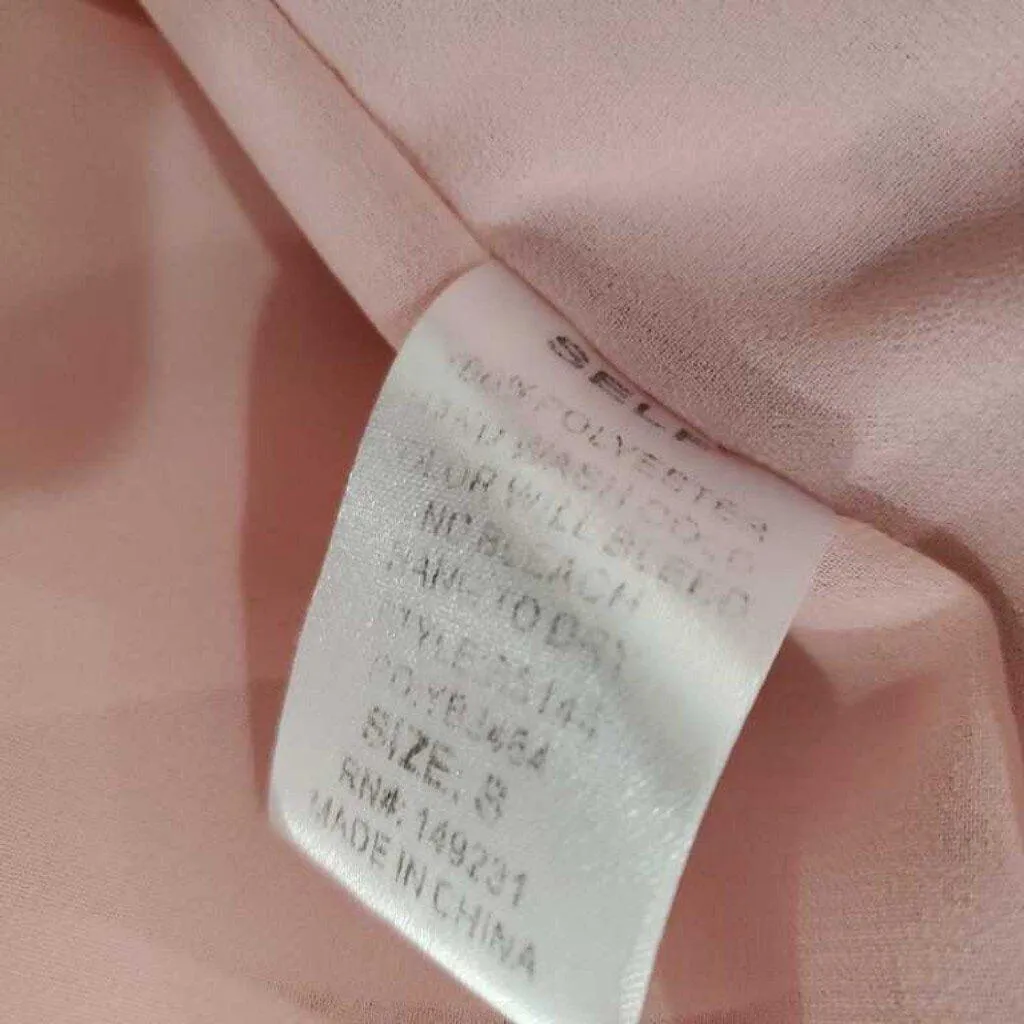 SELF
100% POLYESTER
HAND WASH COLD
COLOR WILL BLEED
NO BLEACH
HANG TO DRY
STYLE
SIZE: S
RN#: 149231
MADE IN CHINA